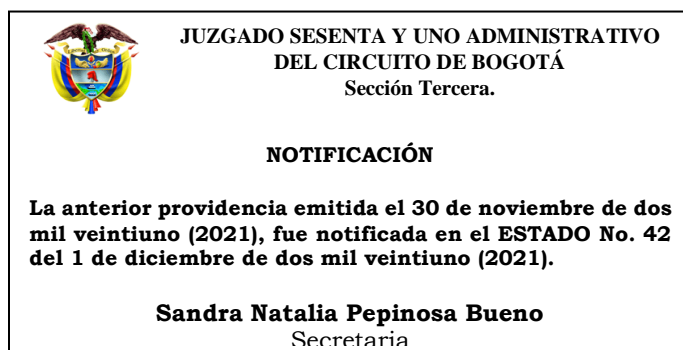 JUZGADO SESENTA Y UNO ADMINISTRATIVO
DEL CIRCUITO DE BOGOTÁ
Sección Tercera.
NOTIFICACIÓN
La anterior providencia emitida el 30 de noviembre de dos
mil veintiuno (2021), fue notificada en el ESTADO No. 42
del 1 de diciembre de dos mil veintiuno (2021).
Sandra Natalia Pepinosa Bueno
Secretaria